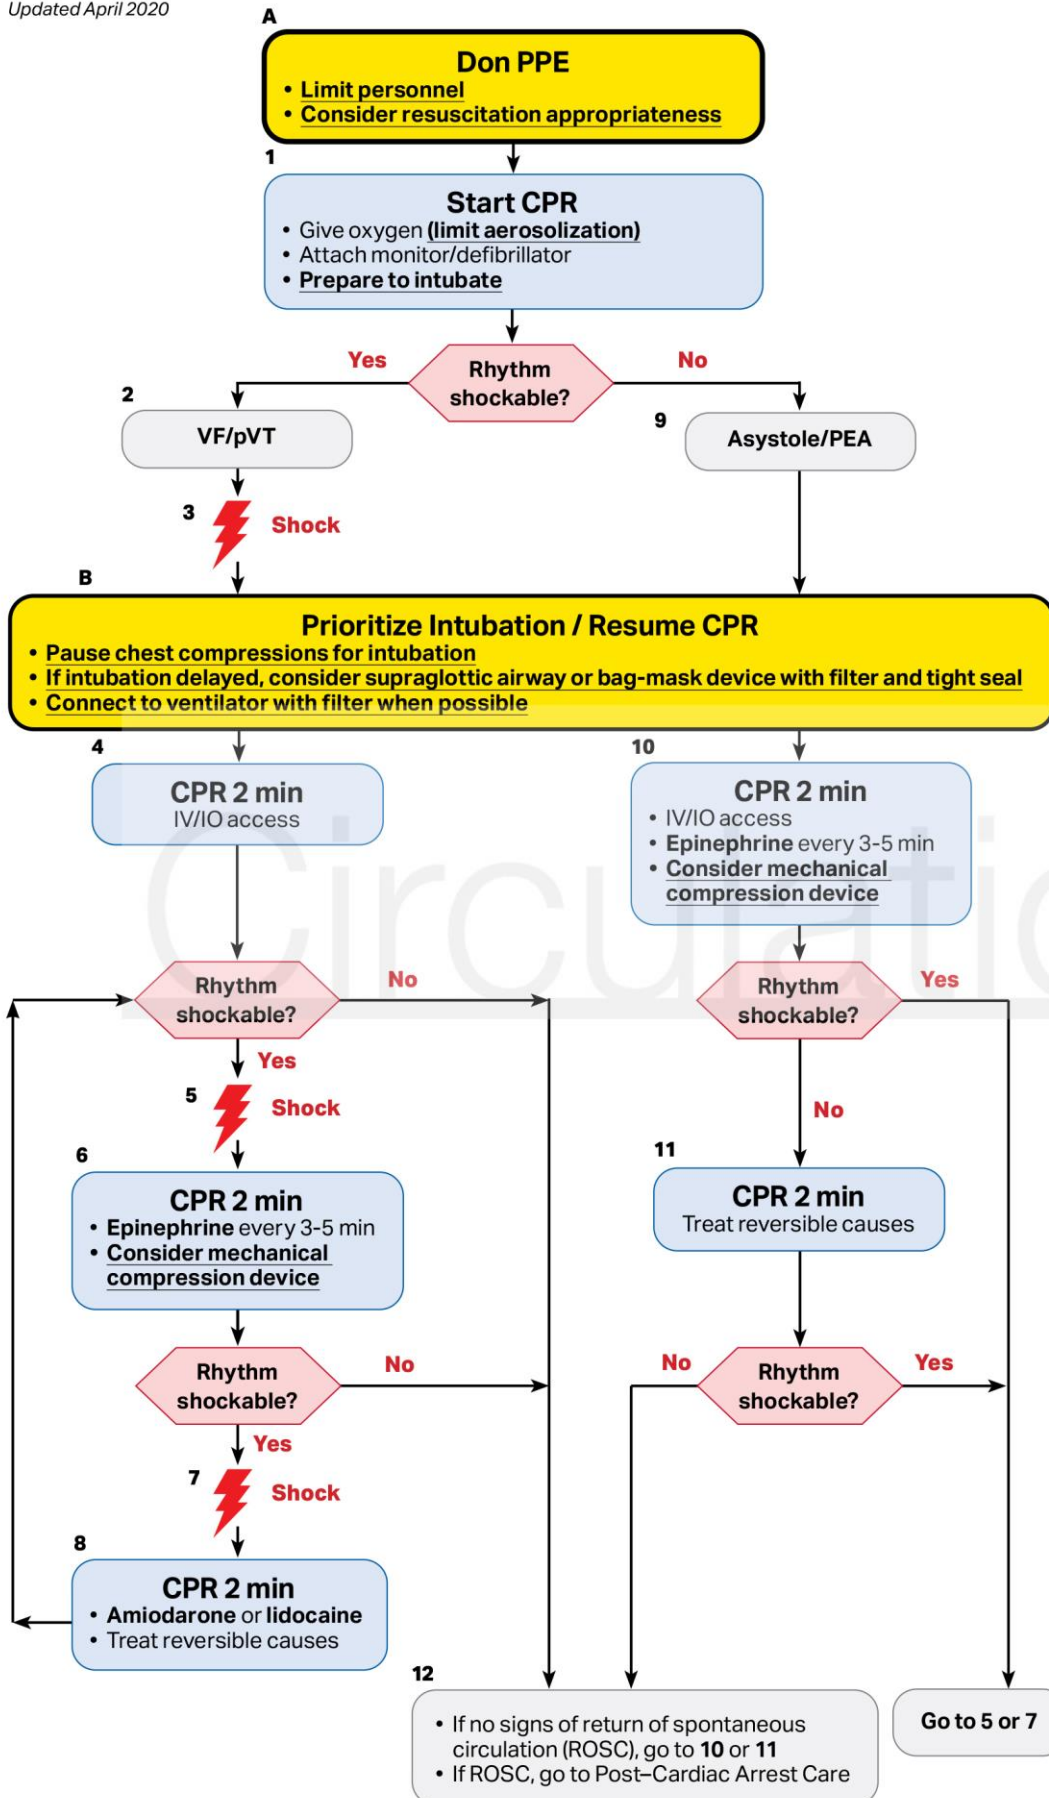 Updated April 2020
A
Don PPE
• Limit personnel
• Consider resuscitation appropriateness
1
Start CPR
• Give oxygen (limit aerosolization)
• Attach monitor/defibrillator
• Prepare to intubate
Rhythm
shockable?
Yes
No
2
VF/pVT
9
Asystole/PEA
3
Shock
B
Prioritize Intubation / Resume CPR
• Pause chest compressions for intubation
• If intubation delayed, consider supraglottic airway or bag-mask device with filter and tight seal
• Connect to ventilator with filter when possible
4
CPR 2 min
IV/IO access
10
CPR 2 min
• IV/IO access
• Epinephrine every 3-5 min
• Consider mechanical
compression device
Circulatio
Rhythm
shockable?
No
Yes
Rhythm
shockable?
Yes
No
5
Shock
6
CPR 2 min
• Epinephrine every 3-5 min
• Consider mechanical
compression device
11
CPR 2 min
Treat reversible causes
Rhythm
shockable?
No
Yes
Rhythm
shockable?
No
Yes
7
Shock
8
CPR 2 min
• Amiodarone or lidocaine
• Treat reversible causes
12
• If no signs of return of spontaneous
circulation (ROSC), go to 10 or 11
• If ROSC, go to Post–Cardiac Arrest Care
Go to 5 or 7